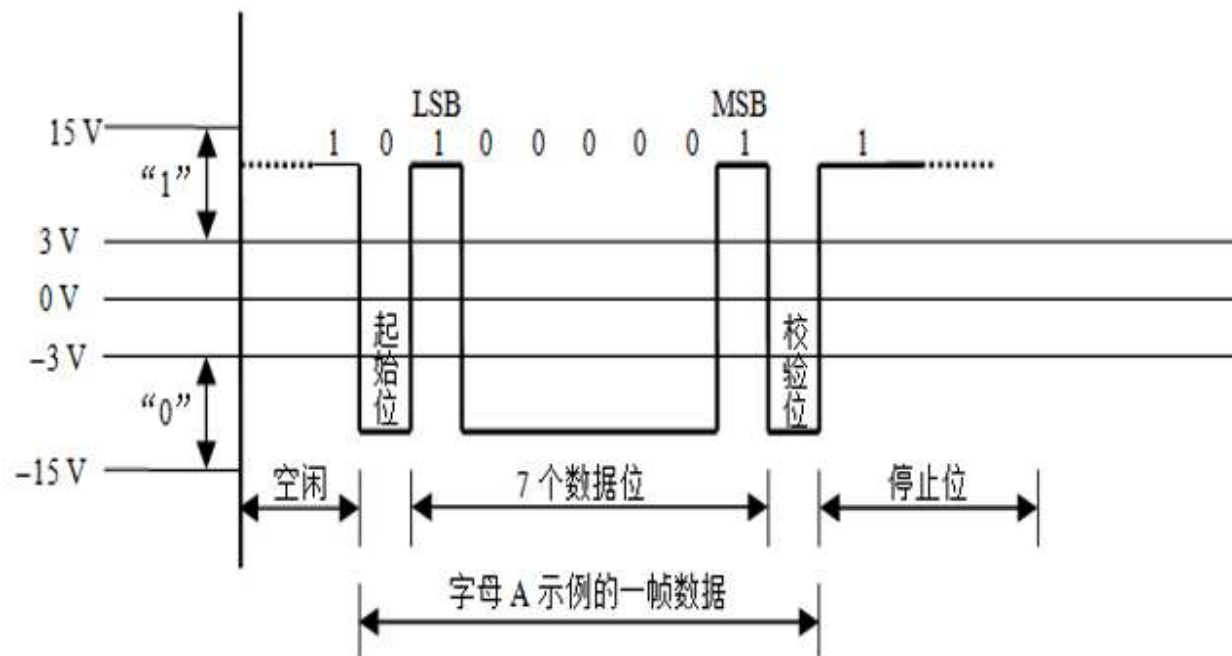 LSB MSB
15 V
1 0 1 0 0 0 0 0 1 1
“1”
3 V
0 V
起始位
校验位
–3 V
“0”
–15 V
空闲
7 个数据位
停止位
字母 A 示例的一帧数据